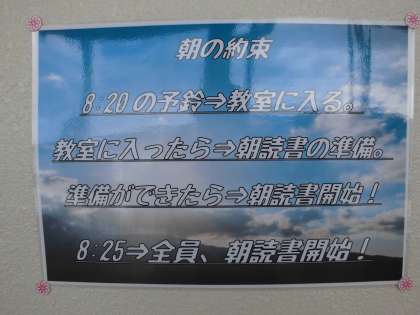 朝の約束
8.20の予鈴⇒教室に入る。
教室に入ったら⇒朝読書の準備。
準備ができたら⇒朝読書開始！
8:25⇒全員、朝読書開始！